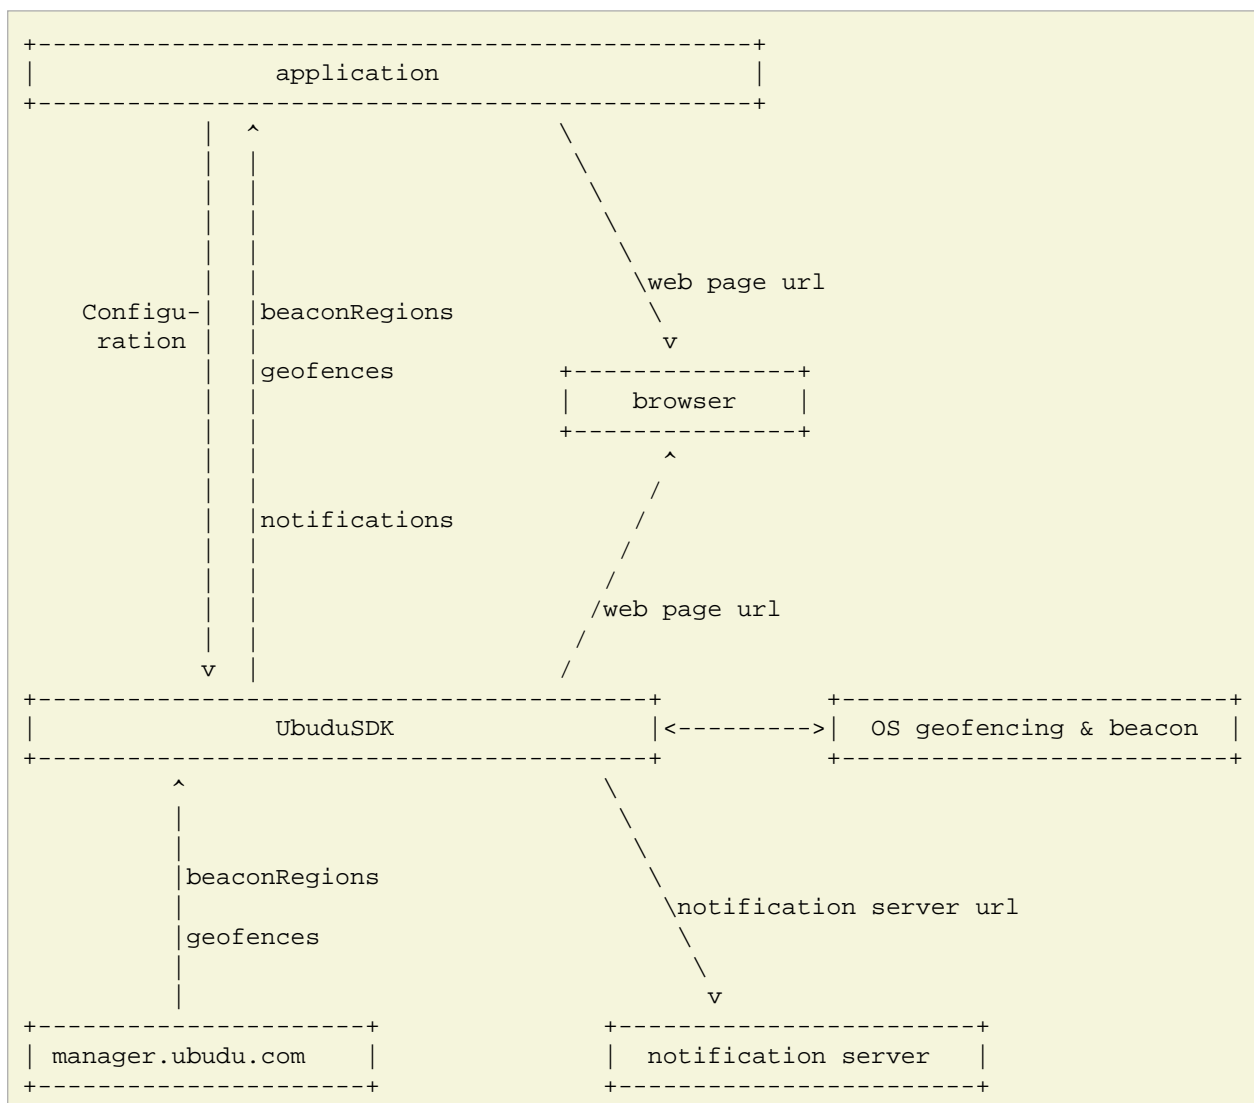 application
web page url
Configu-
beaconRegions
ration
geofences
browser
notifications
web page url
UbuduSDK
OS geofencing & beacon
beaconRegions
notification server url
geofences
manager.ubudu.com
notification server